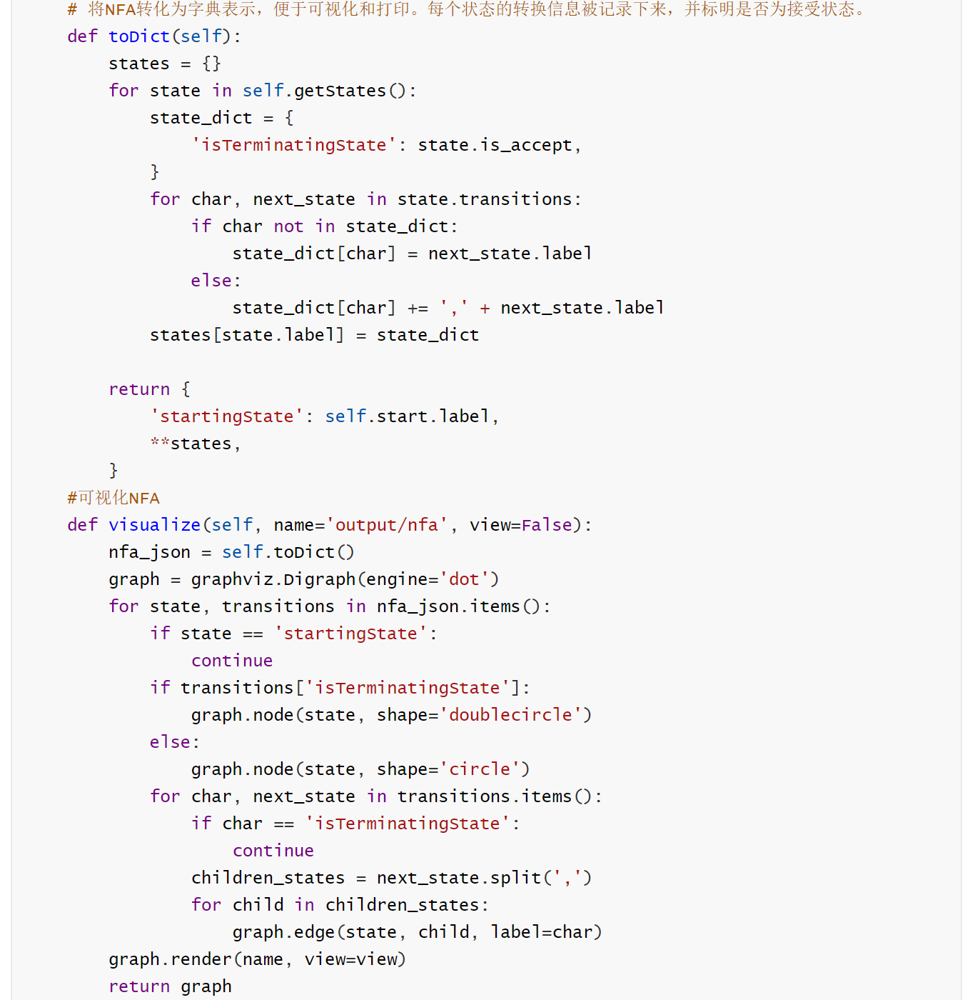 # 将NFA转化为字典表示，便于可视化和打印。每个状态的转换信息被记录下来，并标明是否为接受状态。
def toDict(self):
    states = {}
    for state in self.getStates():
        state_dict = {
            'isTerminatingState': state.is_accept,
        }
        for char, next_state in state.transitions:
            if char not in state_dict:
                state_dict[char] = next_state.label
            else:
                state_dict[char] += ',' + next_state.label
        states[state.label] = state_dict

    return {
        'startingState': self.start.label,
        **states,
    }
#可视化NFA
def visualize(self, name='output/nfa', view=False):
    nfa_json = self.toDict()
    graph = graphviz.Digraph(engine='dot')
    for state, transitions in nfa_json.items():
        if state == 'startingState':
            continue
        if transitions['isTerminatingState']:
            graph.node(state, shape='doublecircle')
        else:
            graph.node(state, shape='circle')
        for char, next_state in transitions.items():
            if char == 'isTerminatingState':
                continue
            children_states = next_state.split(',')
            for child in children_states:
                graph.edge(state, child, label=char)
    graph.render(name, view=view)
    return graph